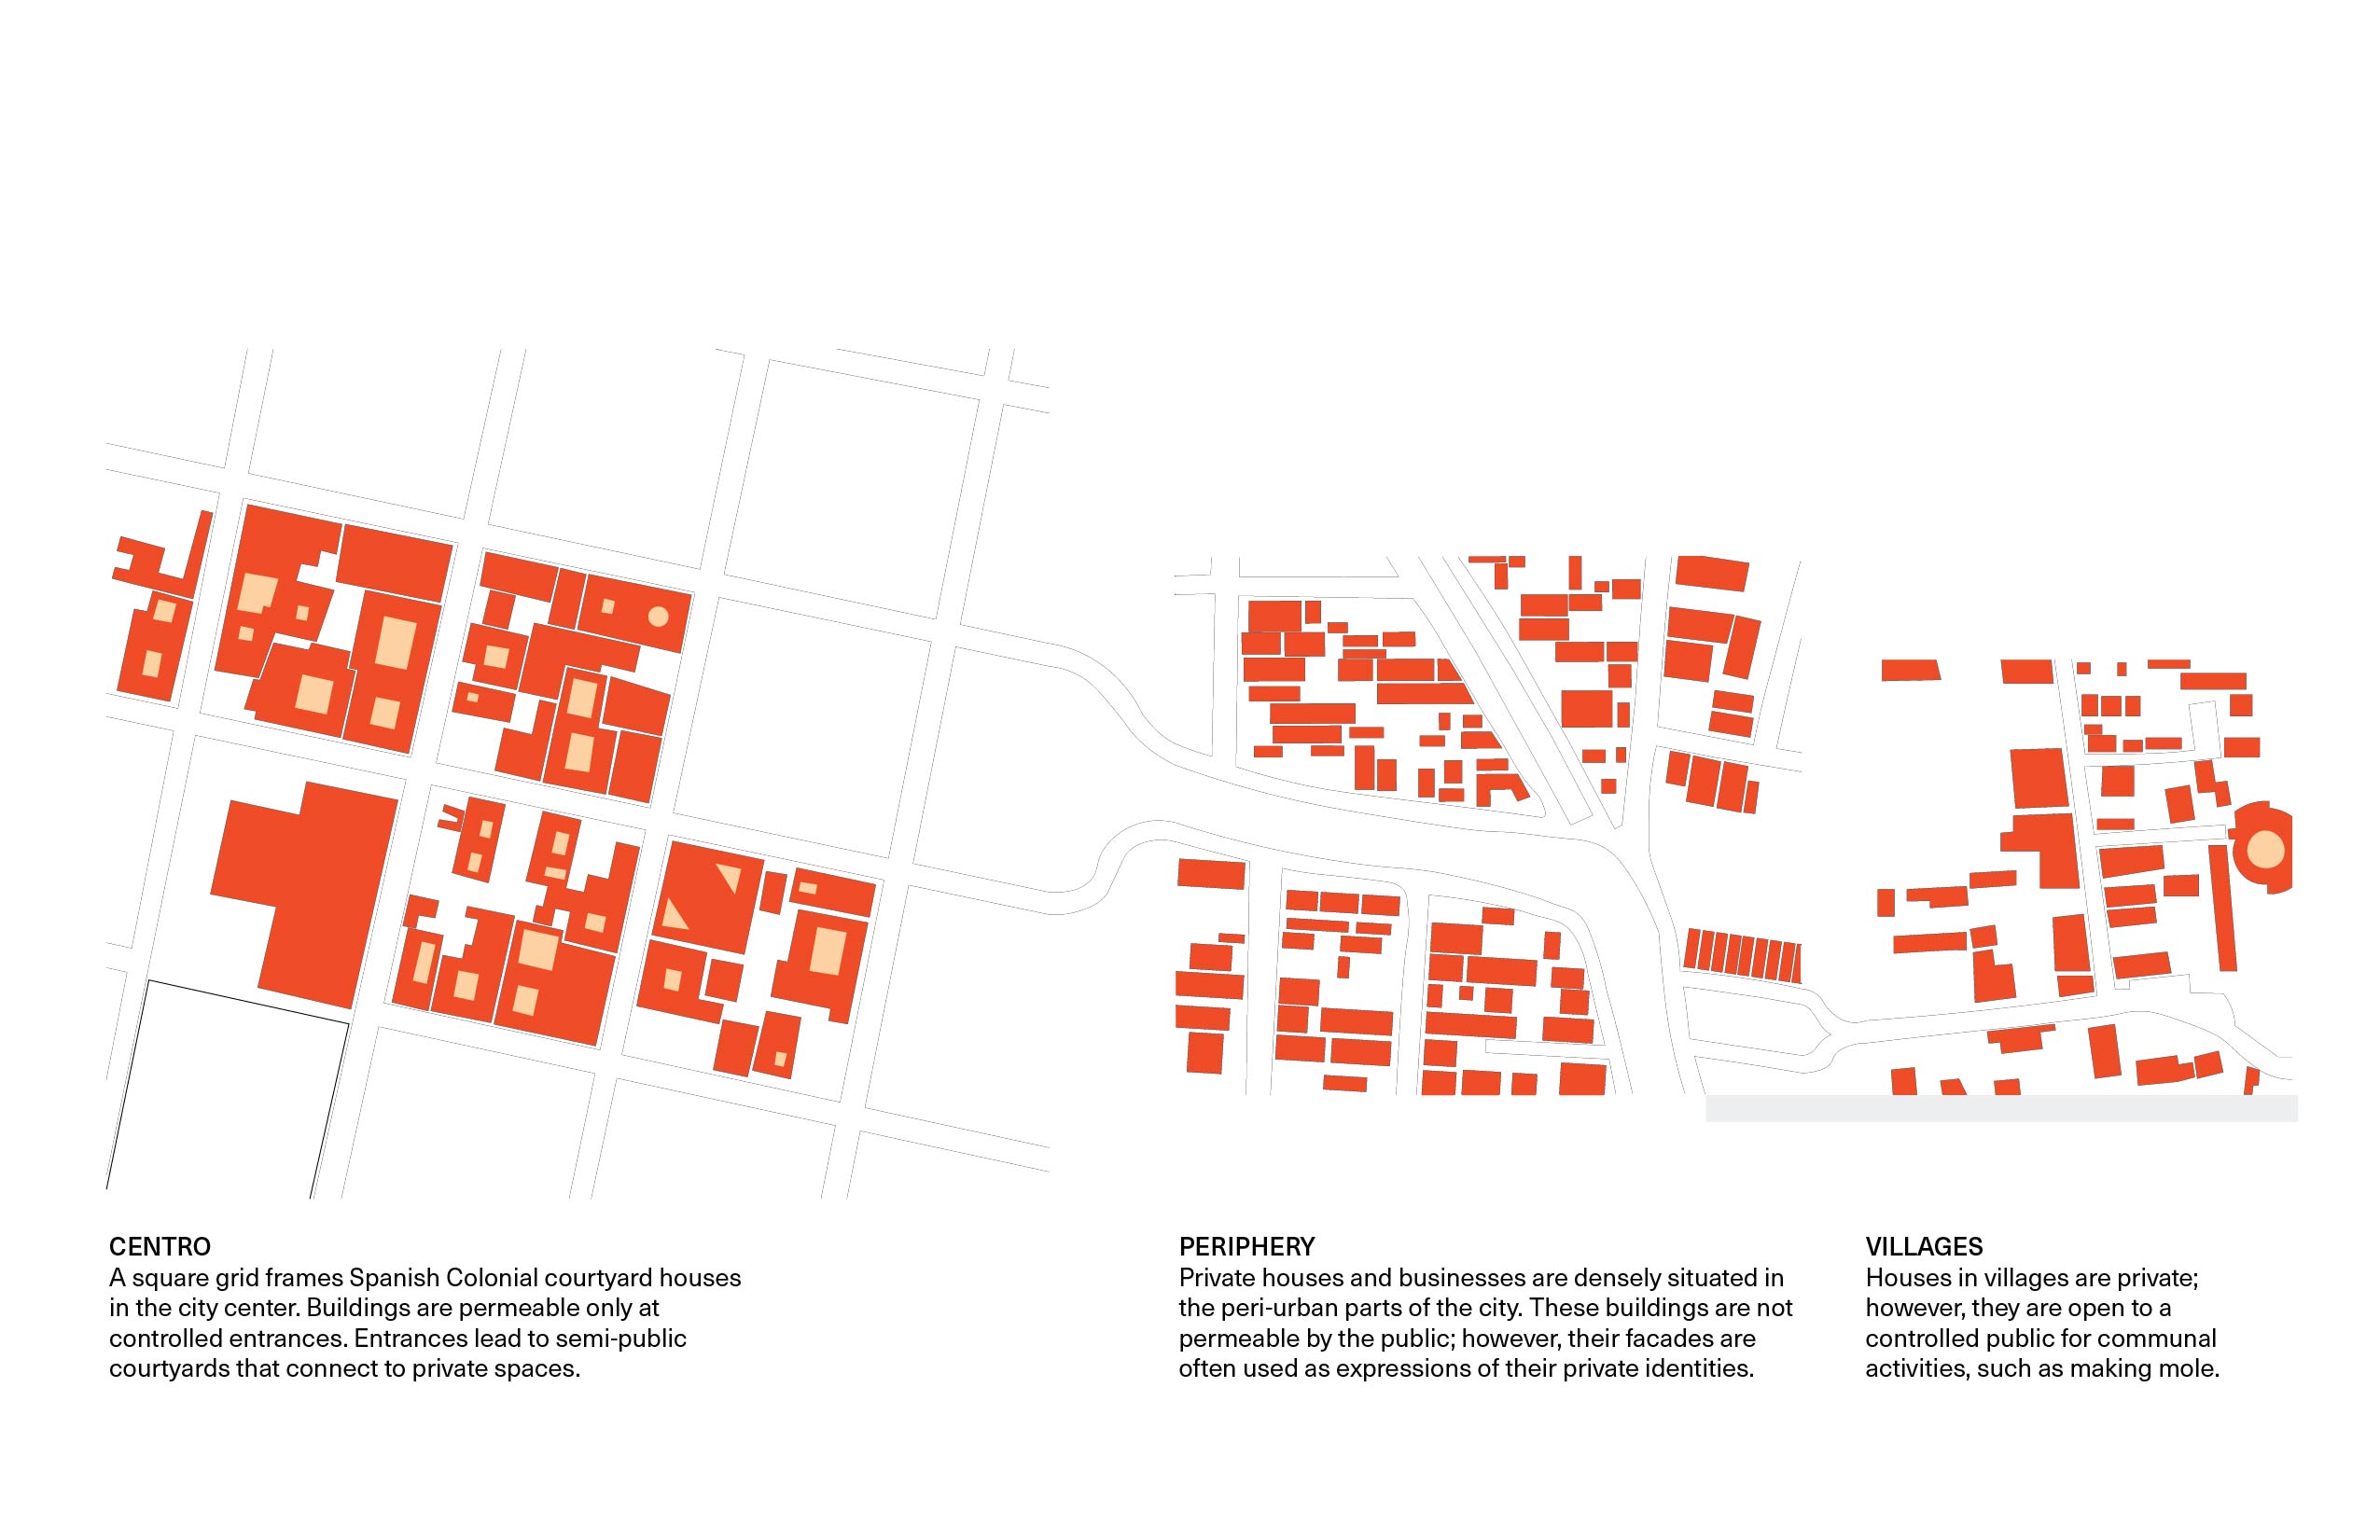 CENTRO
A square grid frames Spanish Colonial courtyard houses
in the city center. Buildings are permeable only at
controlled entrances. Entrances lead to semi-public
courtyards that connect to private spaces.
PERIPHERY
Private houses and businesses are densely situated in
the peri-urban parts of the city. These buildings are not
permeable by the public; however, their facades are
often used as expressions of their private identities.
VILLAGES
Houses in villages are private;
however, they are open to a
controlled public for communal
activities, such as making mole.